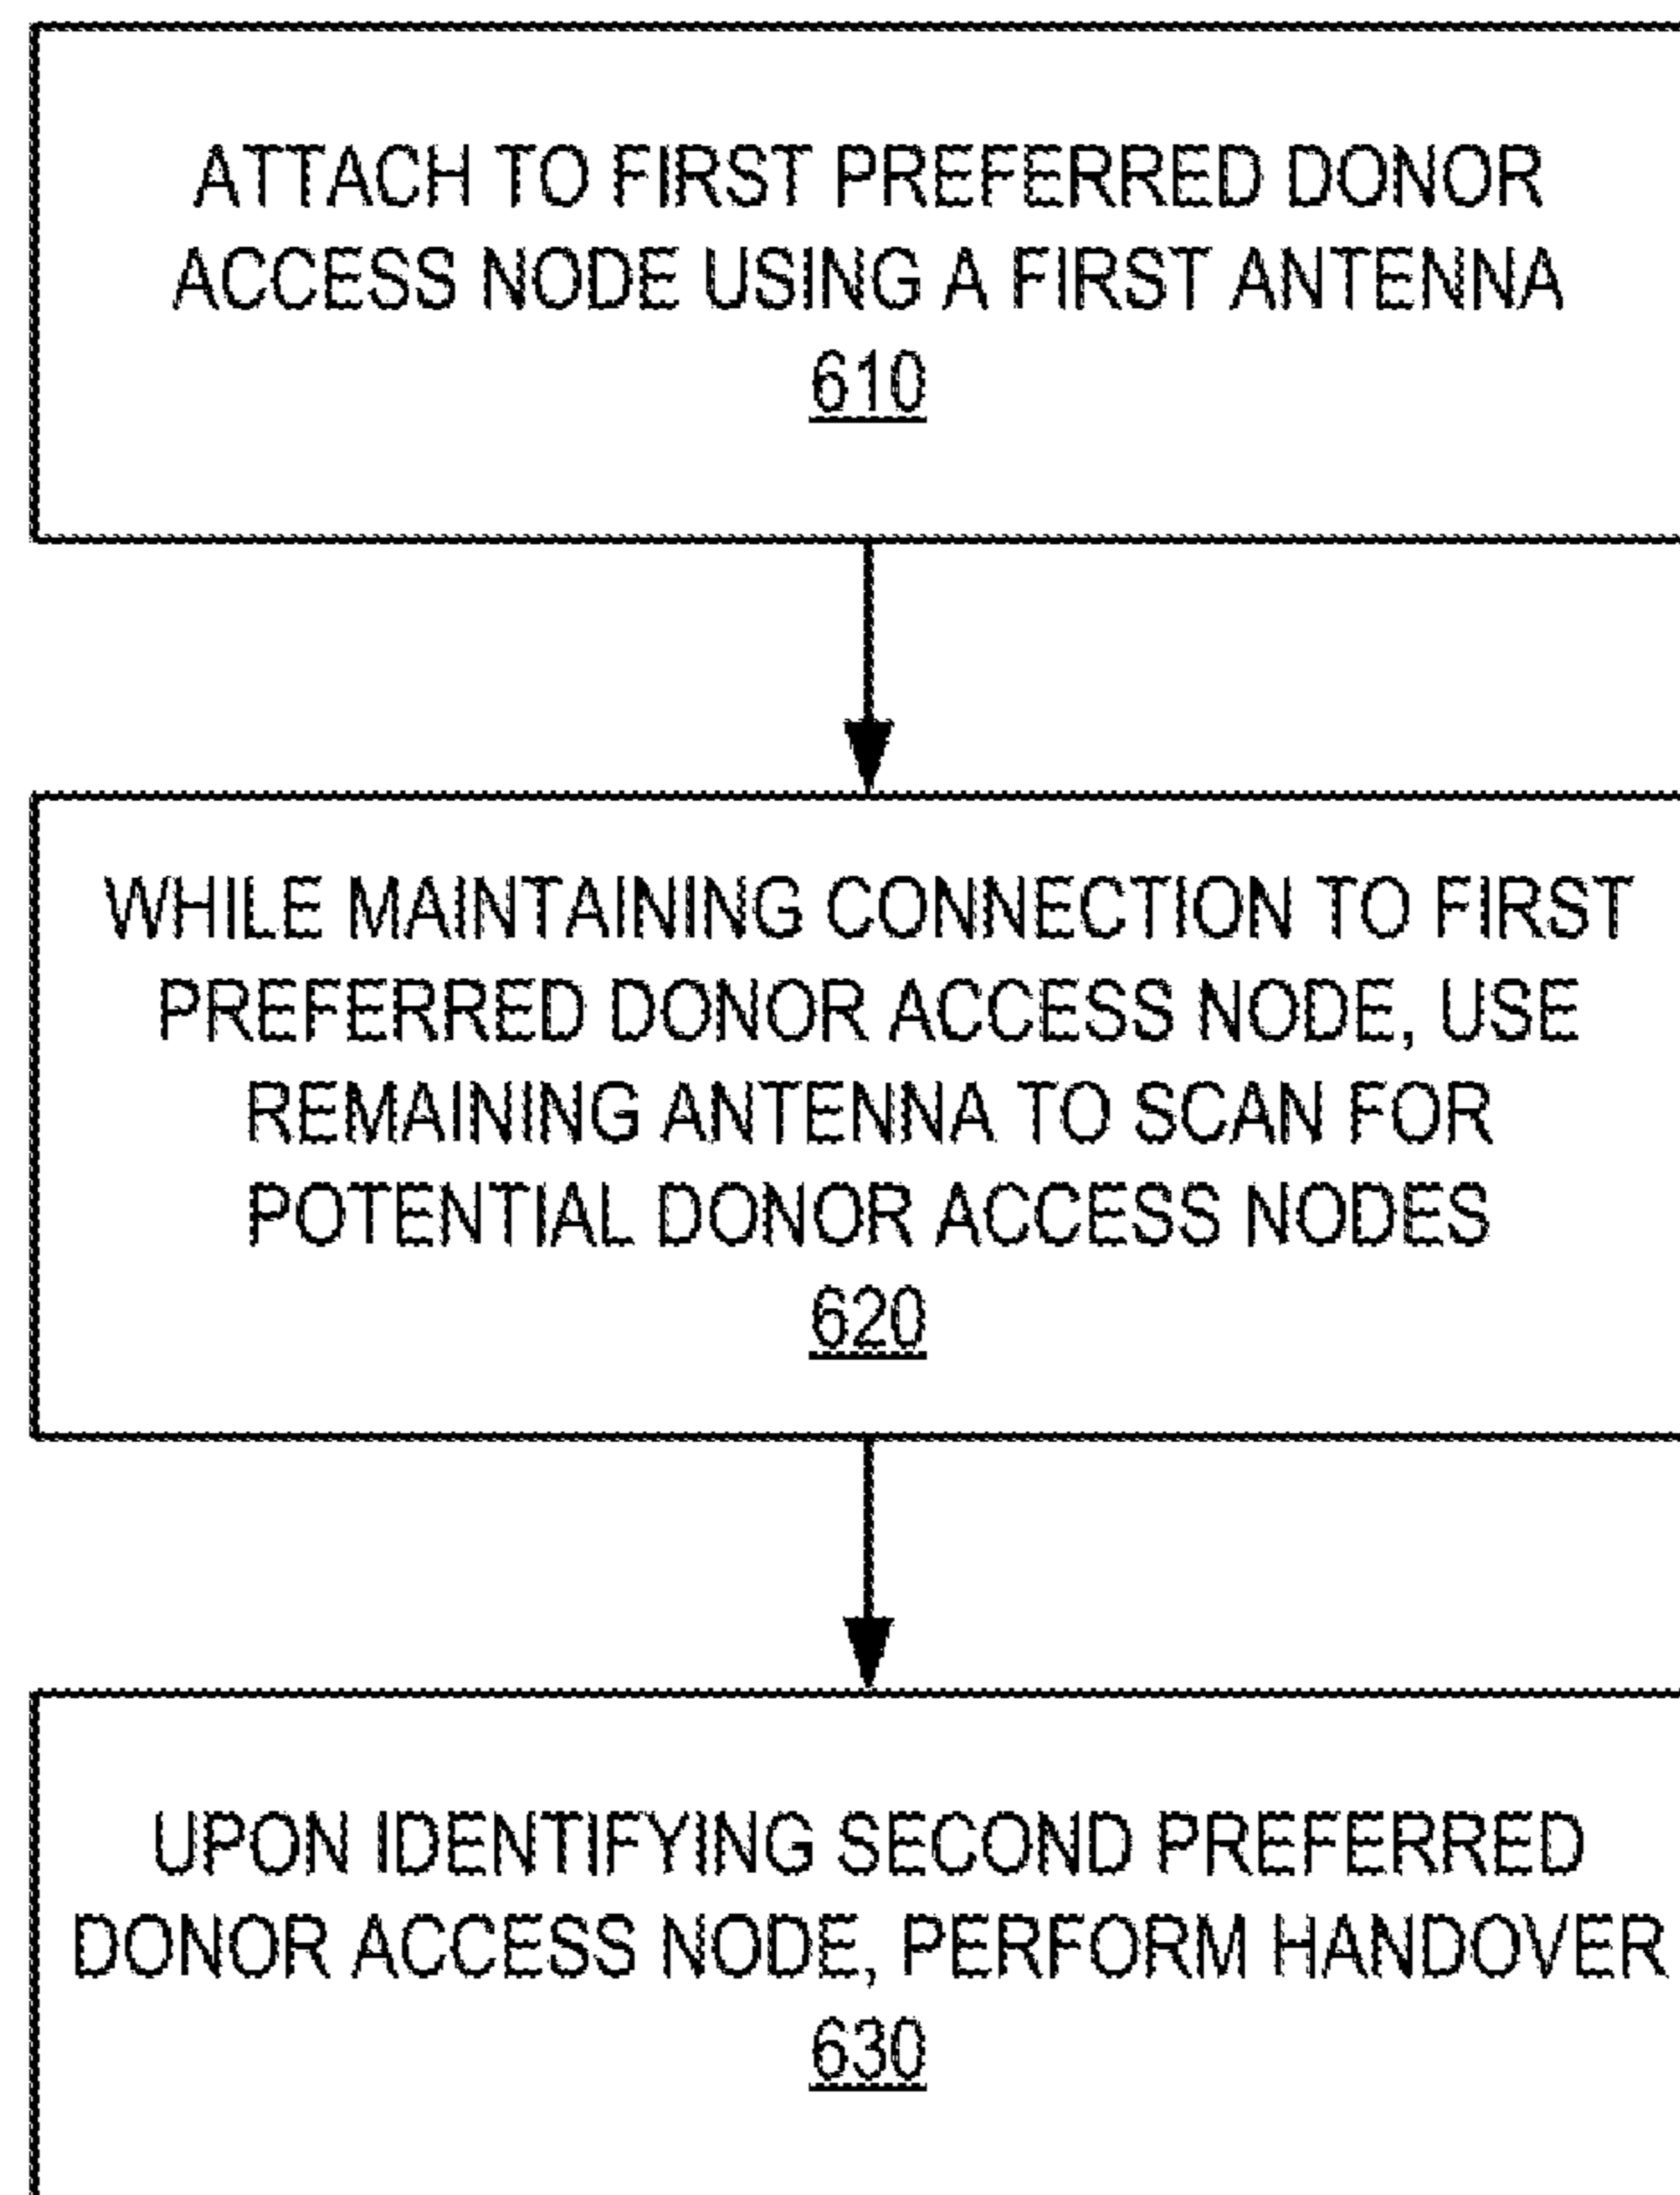 ATTACH TO FIRST PREFERRED DONOR
ACCESS NODE USING A FIRST ANTENNA
610
WHILE MAINTAINING CONNECTION TO FIRST
PREFERRED DONOR ACCESS NODE, USE
REMAINING ANTENNA TO SCAN FOR
POTENTIAL DONOR ACCESS NODES
620
UPON IDENTIFYING SECOND PREFERRED
DONOR ACCESS NODE, PERFORM HANDOVER
630